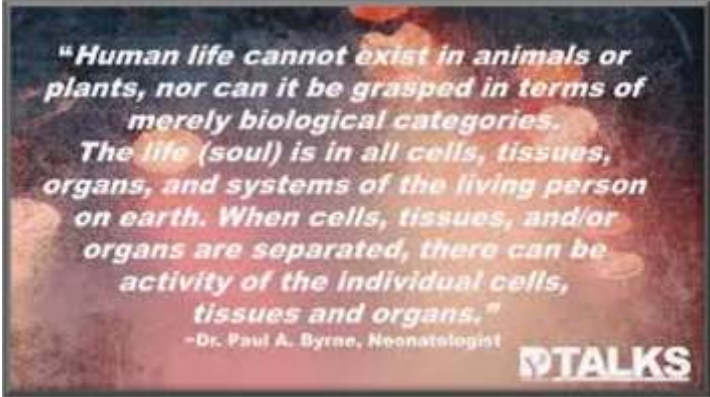 “Human life cannot exist in animals or
plants, nor can it be grasped in terms of
merely biological categories.
The life (soul) is in all cells, tissues,
organs, and systems of the living person
on earth. When cells, tissues, and/or
organs are separated, there can be
activity of the individual cells,
tissues and organs.”
~Dr. Paul A. Byrne, Neonatologist
TALKS